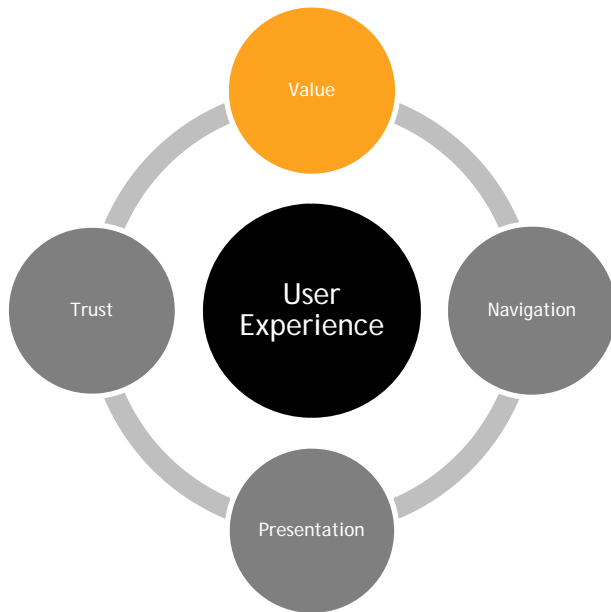 Value
Trust
User
Experience
Navigation
Presentation